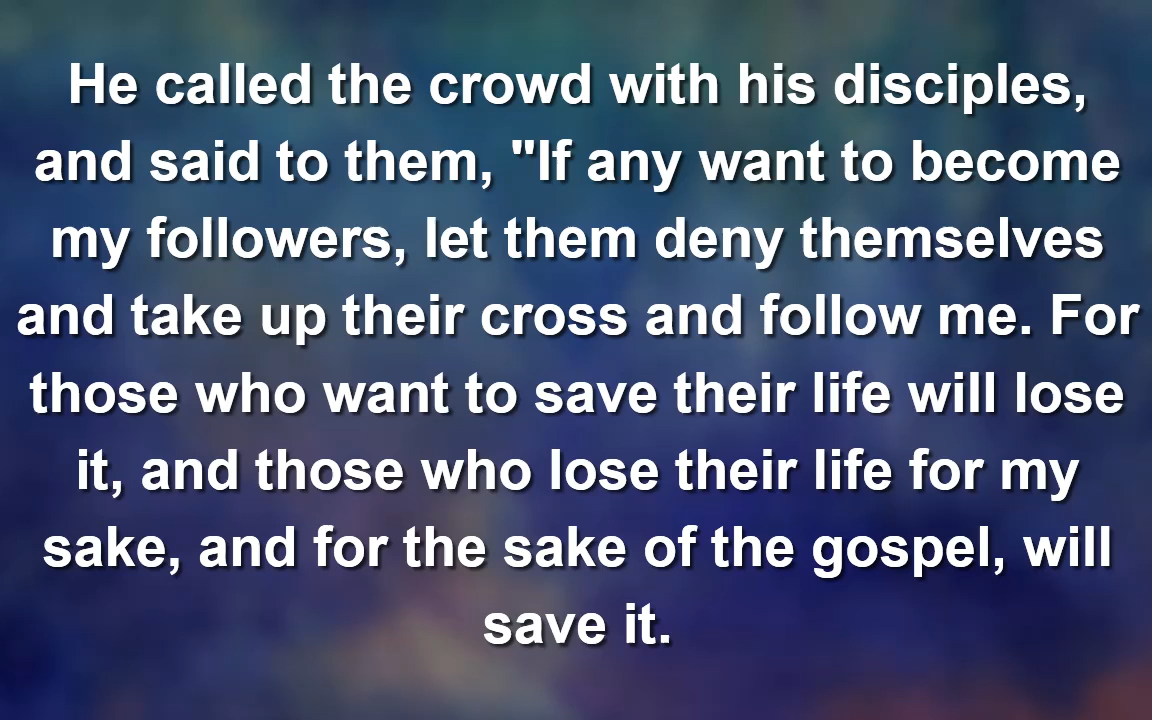 He called the crowd with his disciples,
and said to them, "If any want to become
my followers, let them deny themselves
and take up their cross and follow me. For
those who want to save their life will lose
it, and those who lose their life for my
sake, and for the sake of the gospel, will
save it.